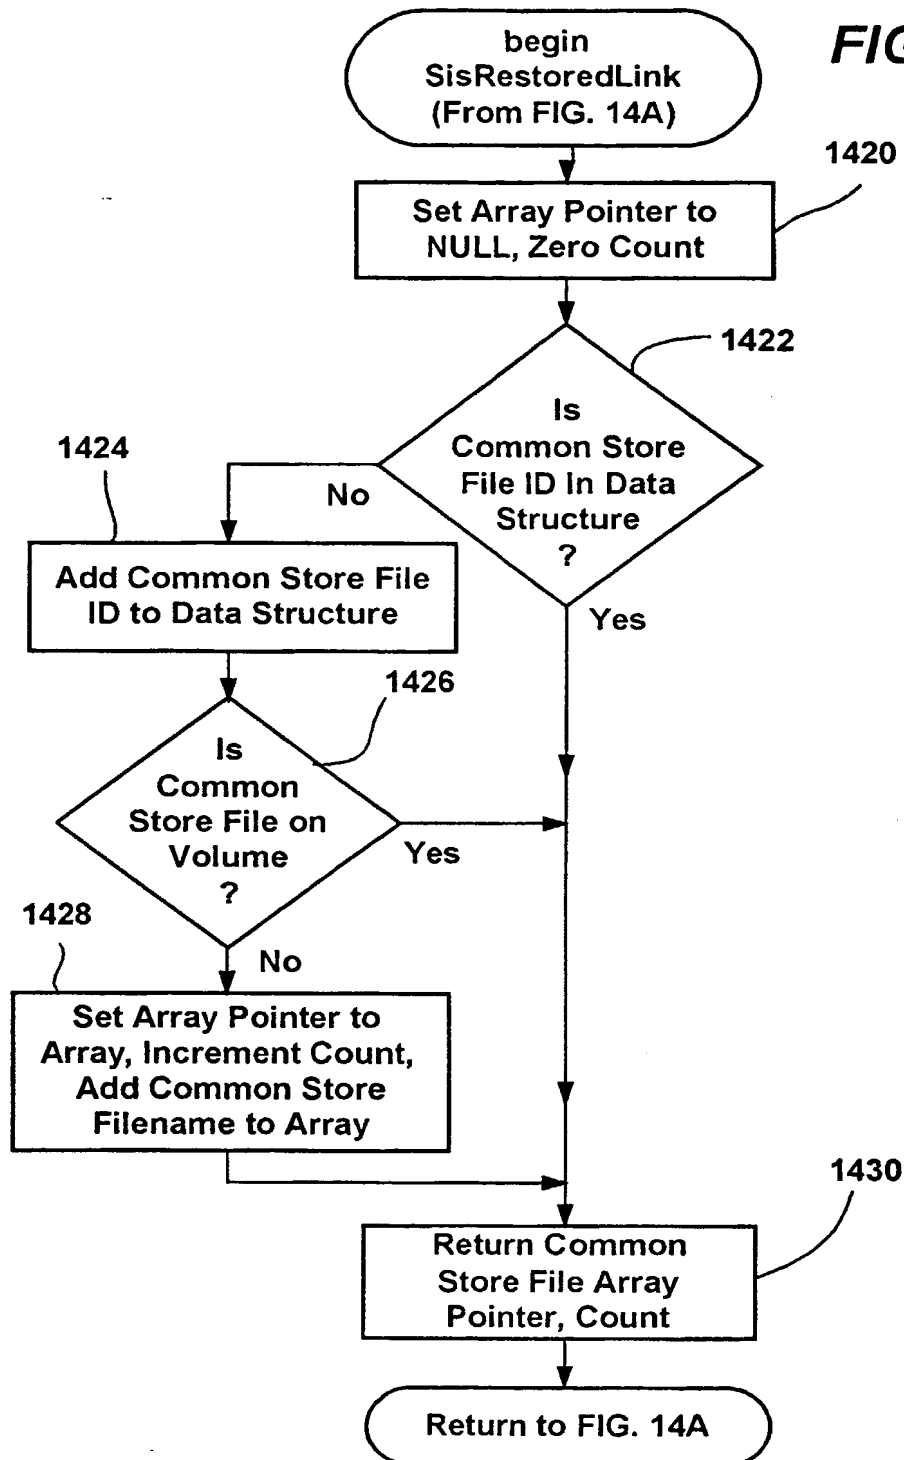 begin
SisRestoredLink
(From FIG. 14A)
FIG
1420
Set Array Pointer to
NULL, Zero Count
1422
Is
Common Store
File ID In Data
Structure
?
No
Yes
1424
Add Common Store File
ID to Data Structure
1426
Is
Common
Store File on
Volume
?
Yes
No
1428
Set Array Pointer to
Array, Increment Count,
Add Common Store
Filename to Array
1430
Return Common
Store File Array
Pointer, Count
Return to FIG. 14A